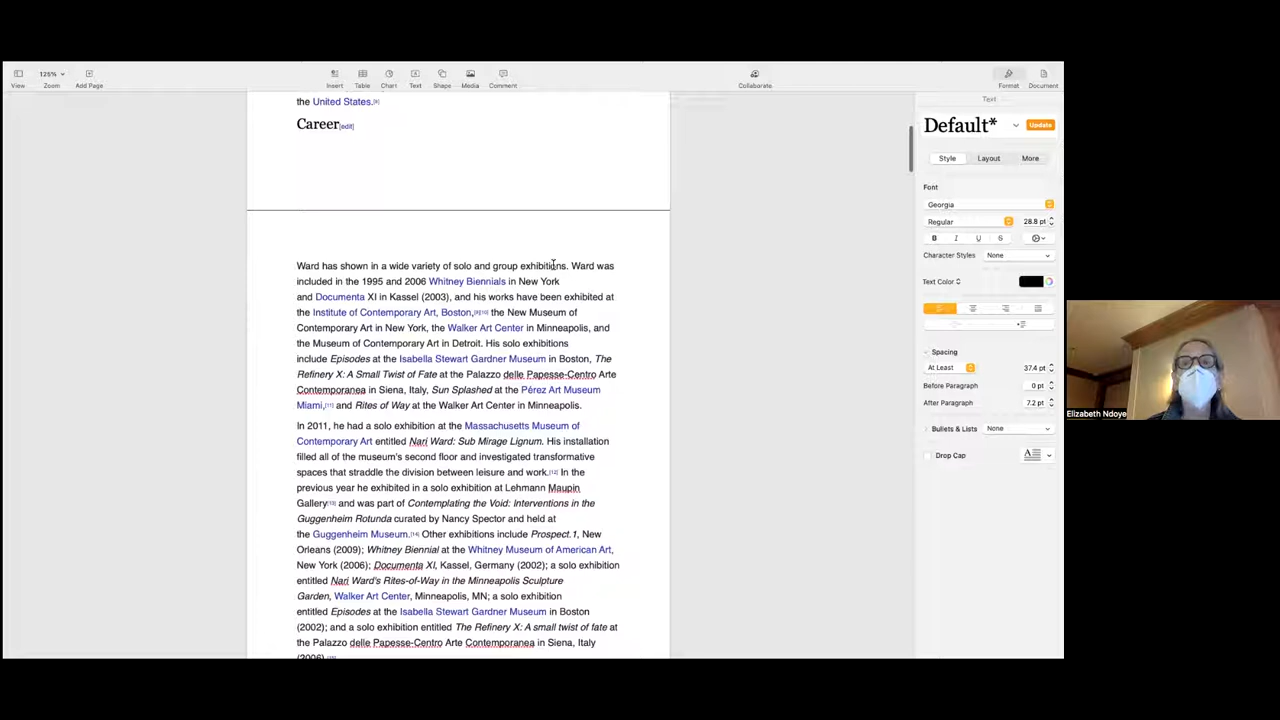 125%
View
Zoom
Add Page
Insert
Table
Chart
Text
Shape
Media
Comment
Collaborate
Format
Document
the United States.[8]
Career[edit]
Ward has shown in a wide variety of solo and group exhibitions. Ward was
included in the 1995 and 2006 Whitney Biennials in New York
and Documenta XI in Kassel (2003), and his works have been exhibited at
the Institute of Contemporary Art, Boston,[9][10] the New Museum of
Contemporary Art in New York, the Walker Art Center in Minneapolis, and
the Museum of Contemporary Art in Detroit. His solo exhibitions
include Episodes at the Isabella Stewart Gardner Museum in Boston, The
Refinery X: A Small Twist of Fate at the Palazzo delle Papesse-Centro Arte
Contemporanea in Siena, Italy, Sun Splashed at the Pérez Art Museum
Miami,[11] and Rites of Way at the Walker Art Center in Minneapolis.
In 2011, he had a solo exhibition at the Massachusetts Museum of
Contemporary Art entitled Nari Ward: Sub Mirage Lignum. His installation
filled all of the museum's second floor and investigated transformative
spaces that straddle the division between leisure and work.[12] In the
previous year he exhibited in a solo exhibition at Lehmann Maupin
Gallery[13] and was part of Contemplating the Void: Interventions in the
Guggenheim Rotunda curated by Nancy Spector and held at
the Guggenheim Museum.[14] Other exhibitions include Prospect.1, New
Orleans (2009); Whitney Biennial at the Whitney Museum of American Art,
New York (2006); Documenta XI, Kassel, Germany (2002); a solo exhibition
entitled Nari Ward's Rites-of-Way in the Minneapolis Sculpture
Garden, Walker Art Center, Minneapolis, MN; a solo exhibition
entitled Episodes at the Isabella Stewart Gardner Museum in Boston
(2002); and a solo exhibition entitled The Refinery X: A small twist of fate at
the Palazzo delle Papesse-Centro Arte Contemporanea in Siena, Italy
(2006).[15]
Text
Default*
Update
Style
Layout
More
Font
Georgia
Regular
28.8 pt
B I U S
Character Styles
None
Text Color
Spacing
At Least
37.4 pt
Before Paragraph
0 pt
After Paragraph
7.2 pt
Bullets & Lists
None
Drop Cap
Elizabeth Ndoye